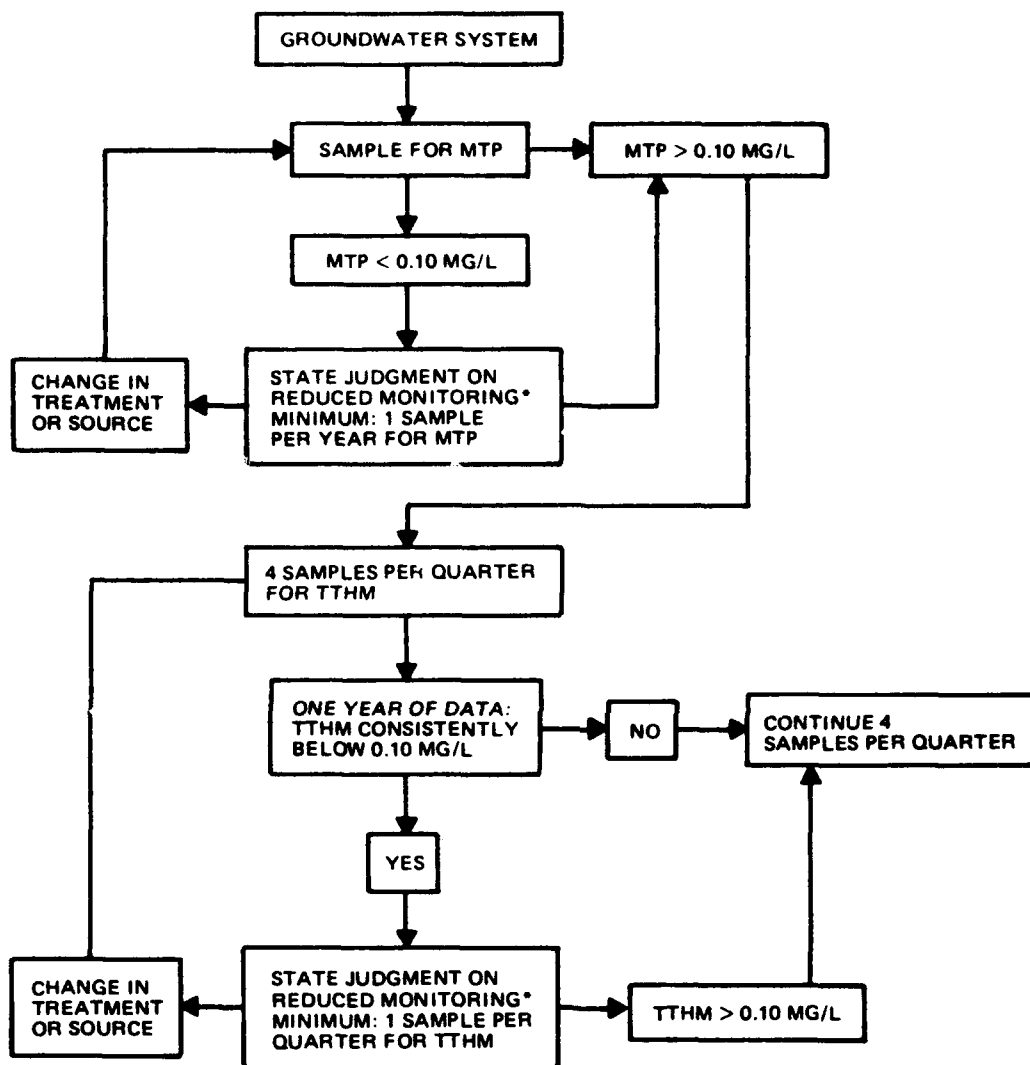 GROUNDWATER SYSTEM
SAMPLE FOR MTP
MTP > 0.10 MG/L
MTP < 0.10 MG/L
CHANGE IN
TREATMENT
OR SOURCE
STATE JUDGMENT ON
REDUCED MONITORING*
MINIMUM: 1 SAMPLE
PER YEAR FOR MTP
4 SAMPLES PER QUARTER
FOR TTHM
ONE YEAR OF DATA:
TTHM CONSISTENTLY
BELOW 0.10 MG/L
NO
CONTINUE 4
SAMPLES PER QUARTER
YES
CHANGE IN
TREATMENT
OR SOURCE
STATE JUDGMENT ON
REDUCED MONITORING*
MINIMUM: 1 SAMPLE PER
QUARTER FOR TTHM
TTHM > 0.10 MG/L